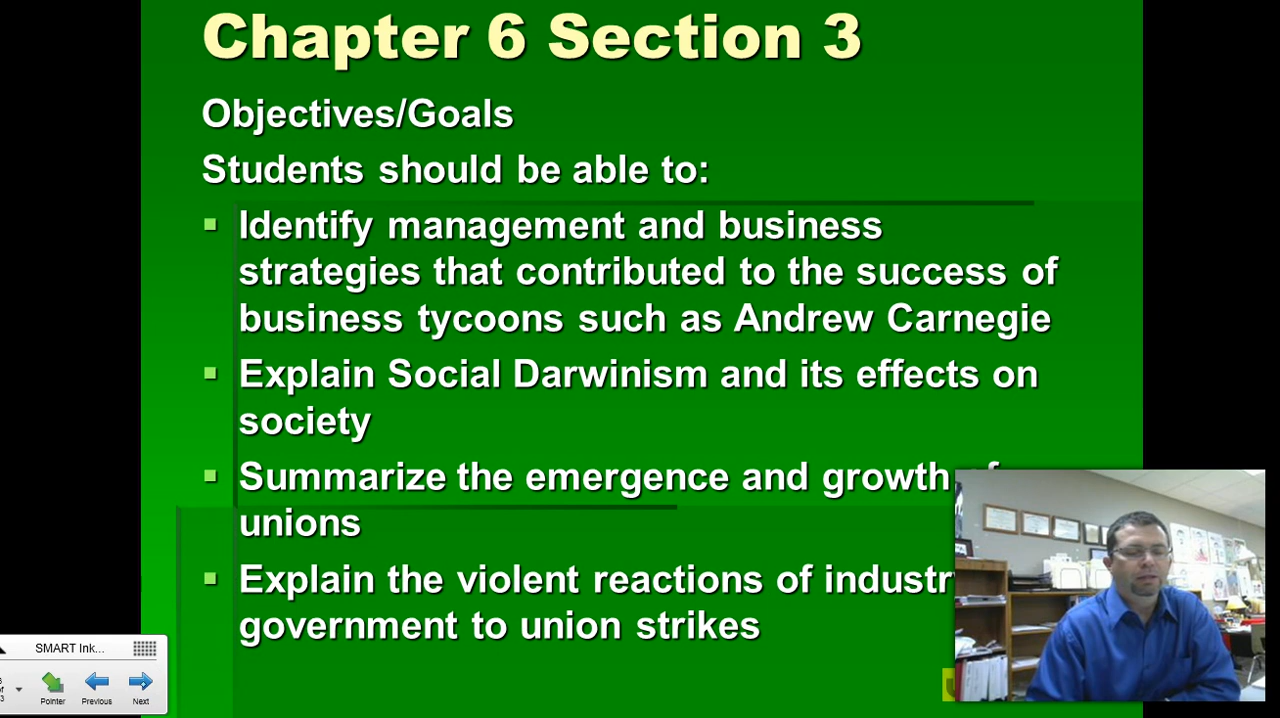 Chapter 6 Section 3
Objectives/Goals
Students should be able to:
Identify management and business
strategies that contributed to the success of
business tycoons such as Andrew Carnegie
Explain Social Darwinism and its effects on
society
Summarize the emergence and growth of
unions
Explain the violent reactions of industry
government to union strikes
SMART Ink...
Pointer
Previous
Next